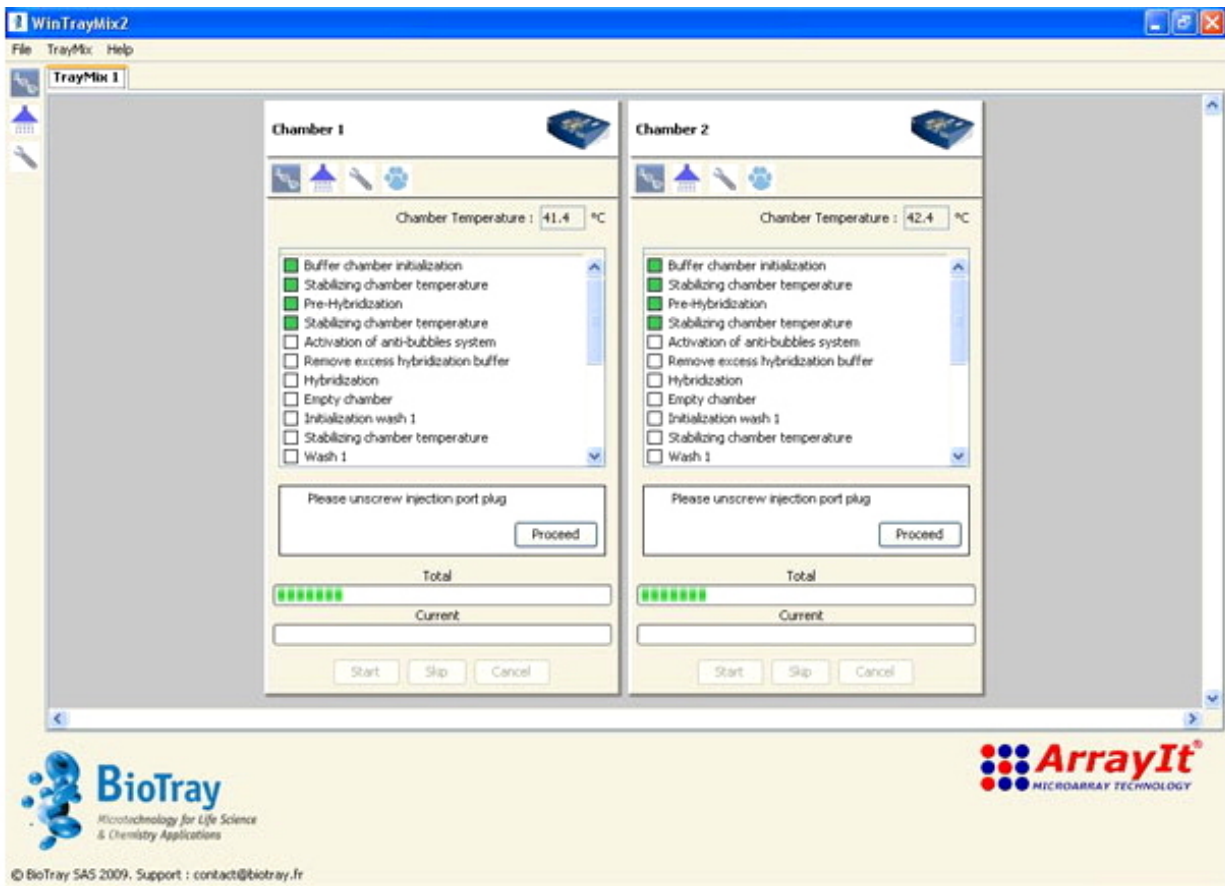 WinTrayMix2
File TrayMix Help
TrayMix 1
Chamber 1
Chamber Temperature : 41.4 °C
Buffer chamber initialization
Stabilizing chamber temperature
Pre-Hybridization
Stabilizing chamber temperature
Activation of anti-bubbles system
Remove excess hybridization buffer
Hybridization
Empty chamber
Initialization wash 1
Stabilizing chamber temperature
Wash 1
Please unscrew injection port plug
Proceed
Total
Current
Start Skip Cancel
Chamber 2
Chamber Temperature : 42.4 °C
Buffer chamber initialization
Stabilizing chamber temperature
Pre-Hybridization
Stabilizing chamber temperature
Activation of anti-bubbles system
Remove excess hybridization buffer
Hybridization
Empty chamber
Initialization wash 1
Stabilizing chamber temperature
Wash 1
Please unscrew injection port plug
Proceed
Total
Current
Start Skip Cancel
BioTray
Microtechnology for Life Science
& Chemistry Applications
ArrayIt®
MICROARRAY TECHNOLOGY
© BioTray SAS 2009. Support : contact@biotray.fr